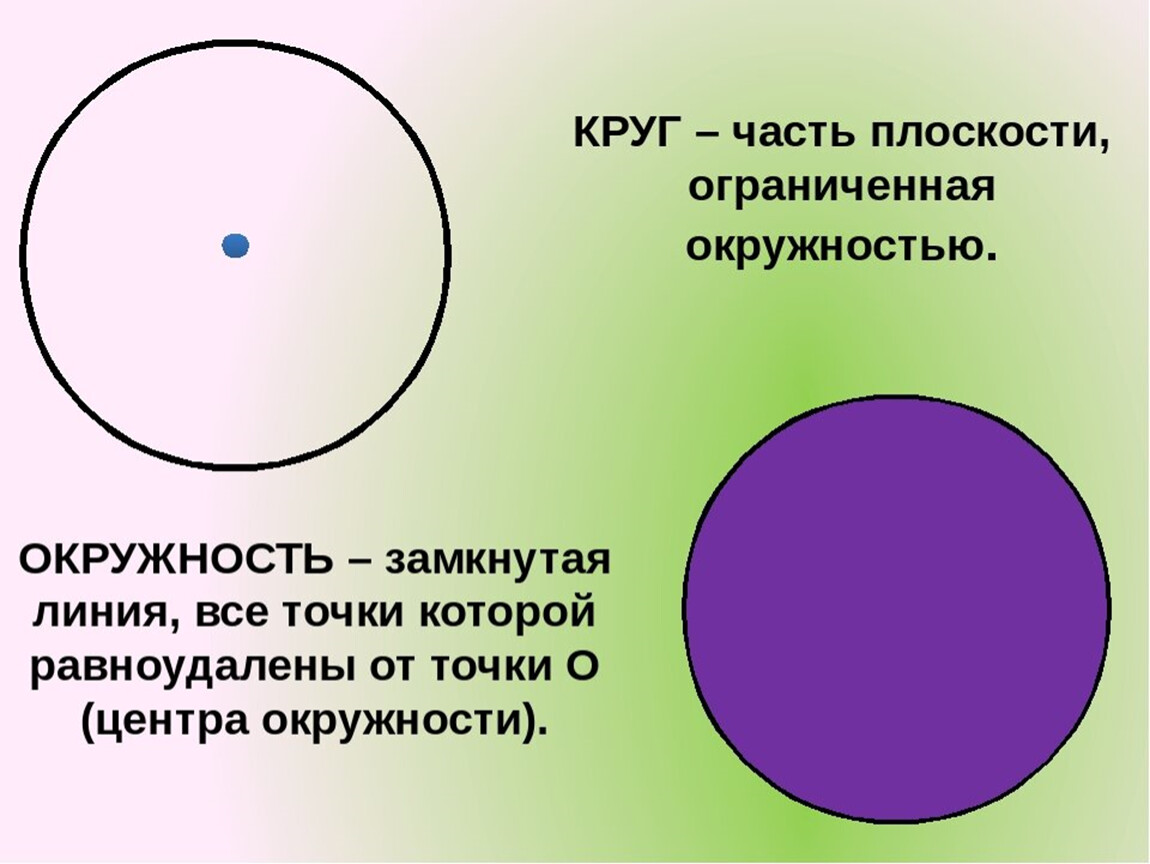 КРУГ – часть плоскости,
ограниченная
окружностью.
ОКРУЖНОСТЬ – замкнутая
линия, все точки которой
равноудалены от точки О
(центра окружности).